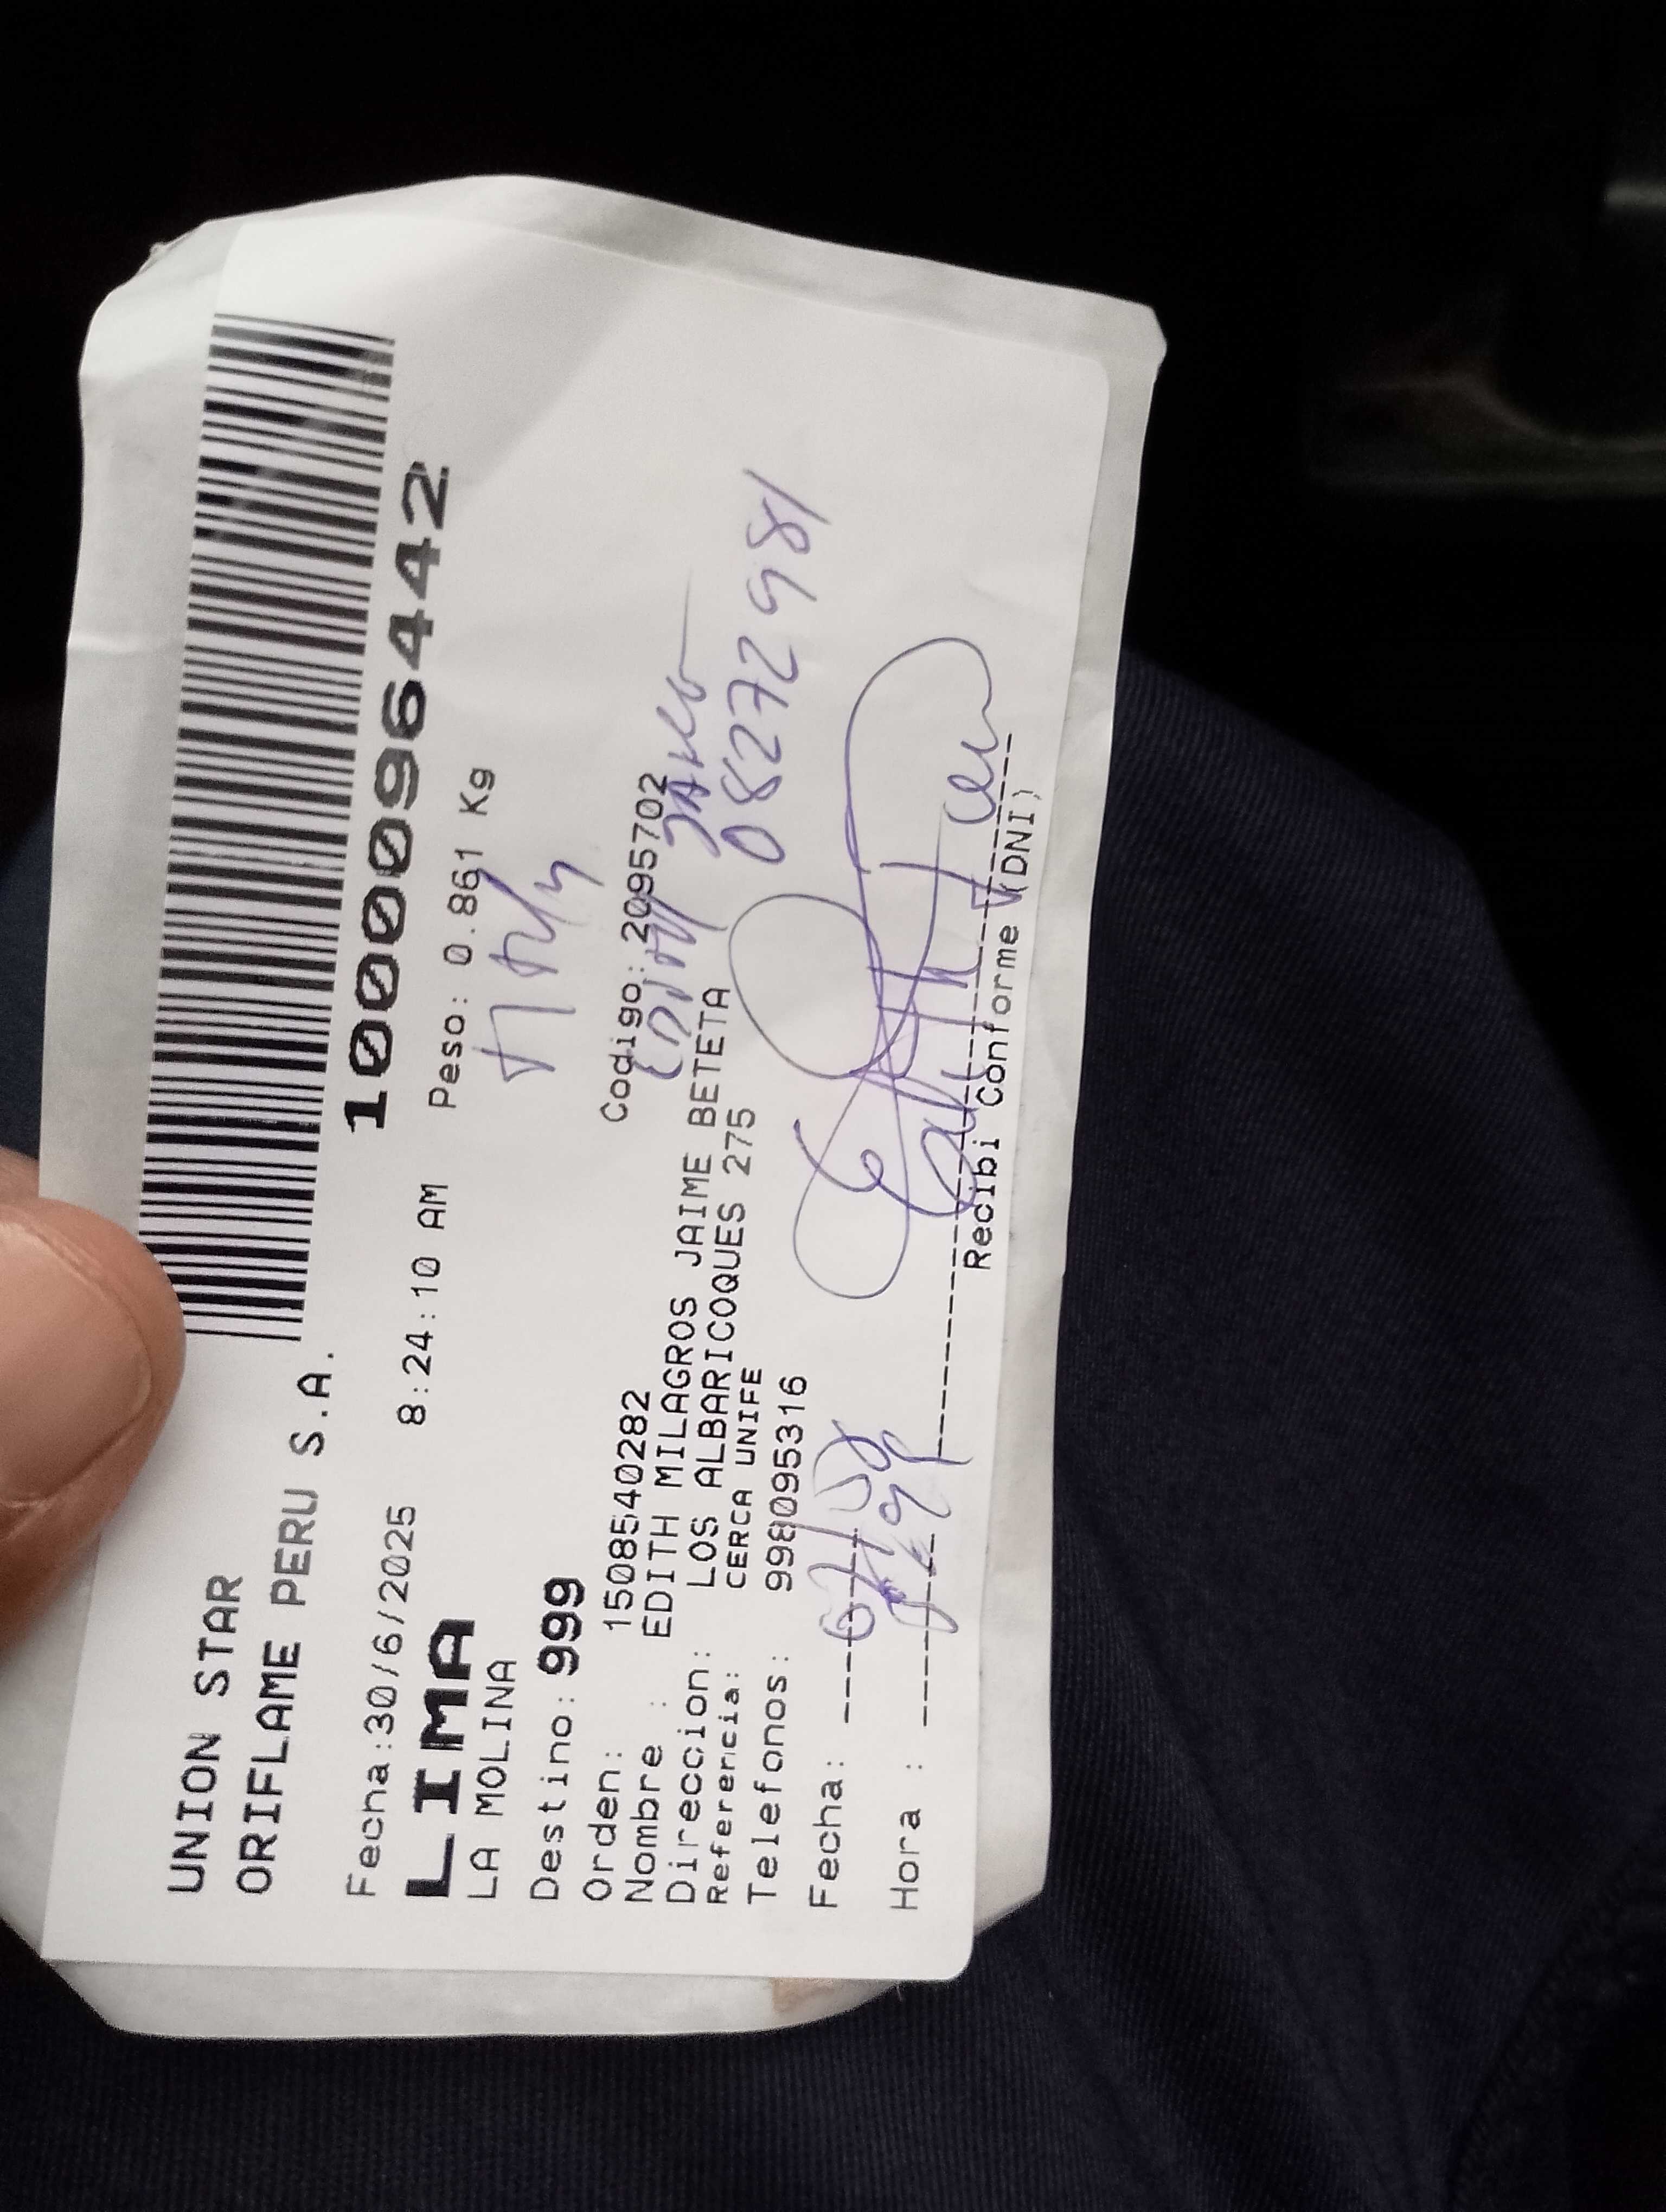 UNION STAR
ORIFLAME PERU S.A.
1000096442
Fecha:30/6/2025 8:24:10 AM Peso: 0.861 Kg
LIMA
LA MOLINA
Destino: 999
Orden: 1508540282 Codigo: 2095702
Nombre : EDITH MILAGROS JAIME BETETA
Direccion: LOS ALBARICOQUES 275
Referencia: CERCA UNIFE
Telefonos: 998095316
08272981
Fecha:
Hora :
Recibi Conforme Y(DNI)